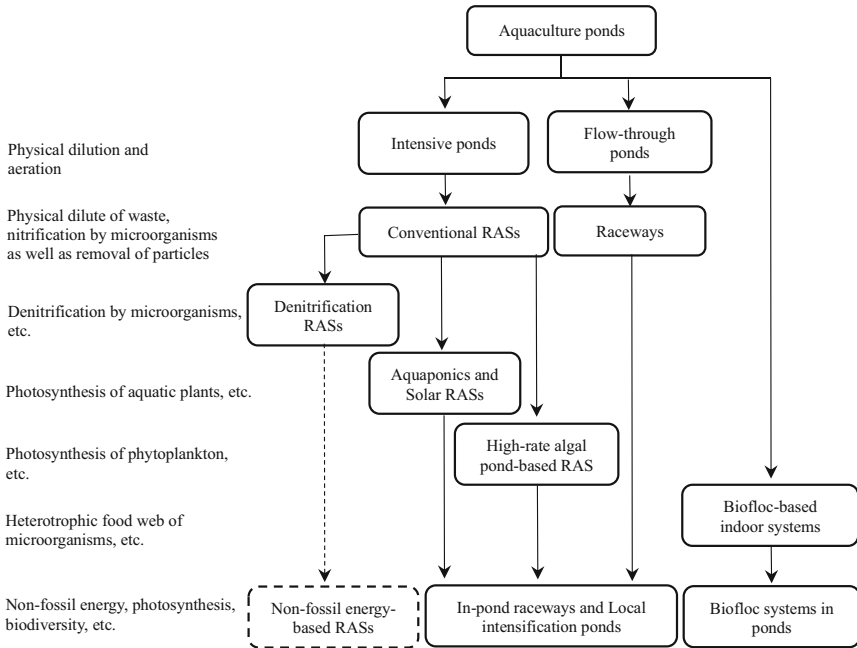 Aquaculture ponds
Intensive ponds
Flow-through
ponds
Physical dilution and
aeration
Physical dilute of waste,
nitrification by microorganisms
as well as removal of particles
Conventional RASs
Raceways
Denitrification by microorganisms,
etc.
Denitrification
RASs
Photosynthesis of aquatic plants, etc.
Aquaponics and
Solar RASs
Photosynthesis of phytoplankton,
etc.
High-rate algal
pond-based RAS
Heterotrophic food web of
microorganisms, etc.
Biofloc-based
indoor systems
Non-fossil energy, photosynthesis,
biodiversity, etc.
Non-fossil energy-
based RASs
In-pond raceways and Local
intensification ponds
Biofloc systems in
ponds